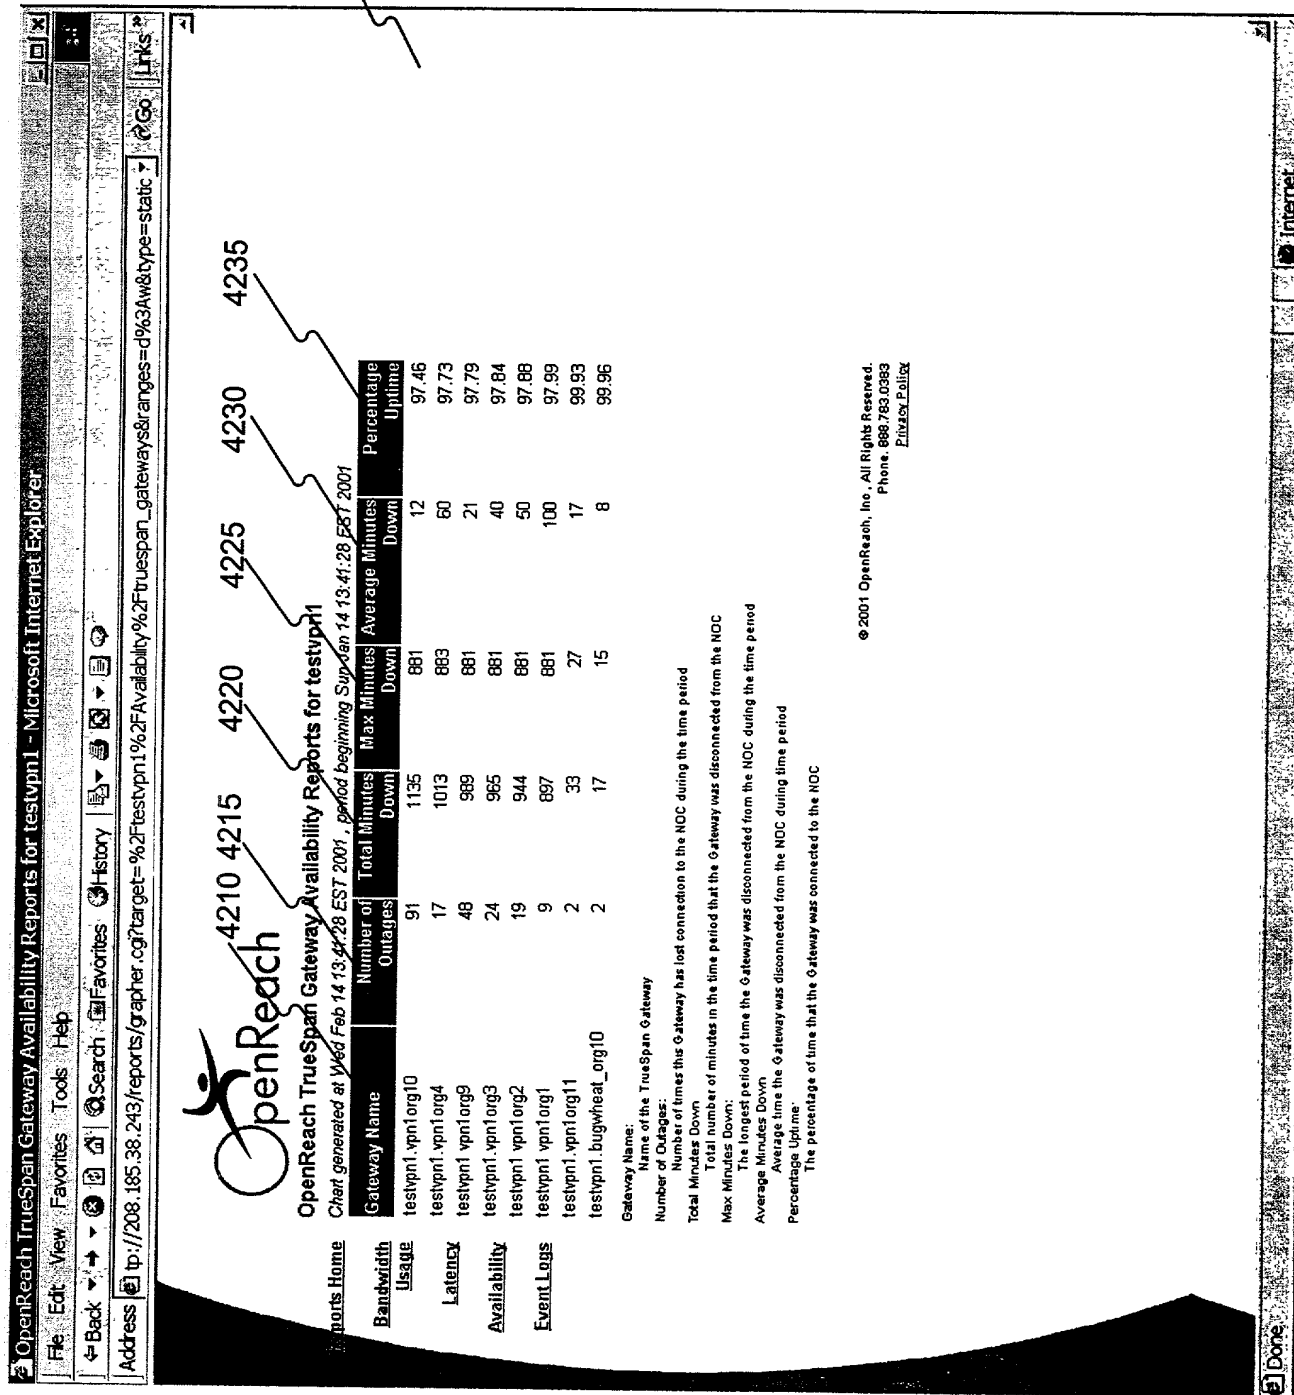 OpenReach TrueSpan Gateway Availability Reports for testvpn1 - Microsoft Internet Explorer
File Edit View Favorites Tools Help
Back Search Favorites History
Address tp://208.185.38.243/reports/grapher.cgi?target=%2Ftestvpn1%2FAvailability%2Ftruespan_gateways&ranges=d%3Aw&type=static Go Links »
OpenReach
4210 4215 4220 4225 4230 4235
OpenReach TrueSpan Gateway Availability Reports for testvpn1
Chart generated at Wed Feb 14 13:41:28 EST 2001 , period beginning Sun Jan 14 13:41:28 EST 2001
ports Home
Bandwidth Usage
Latency
Availability
Event Logs
Gateway Name Number of Outages Total Minutes Down Max Minutes Down Average Minutes Down Percentage Uptime
testvpn1.vpn1org10 91 1135 881 12 97.46
testvpn1.vpn1org4 17 1013 883 60 97.73
testvpn1 vpn1org9 48 989 881 21 97.79
testvpn1.vpn1org3 24 965 881 40 97.84
testvpn1 vpn1org2 19 944 881 50 97.88
testvpn1 vpn1org1 9 897 881 100 97.99
testvpn1.vpn1org11 2 33 27 17 99.93
testvpn1.bugwheat_org10 2 17 15 8 99.96
Gateway Name:
Name of the TrueSpan Gateway
Number of Outages:
Number of times this Gateway has lost connection to the NOC during the time period
Total Minutes Down
Total number of minutes in the time period that the Gateway was disconnected from the NOC
Max Minutes Down:
The longest period of time the Gateway was disconnected from the NOC during the time period
Average Minutes Down
Average time the Gateway was disconnected from the NOC during time period
Percentage Uptime:
The percentage of time that the Gateway was connected to the NOC
© 2001 OpenReach, Inc, All Rights Reserved.
Phone. 888.783.0383
Privacy Policy
Done Internet